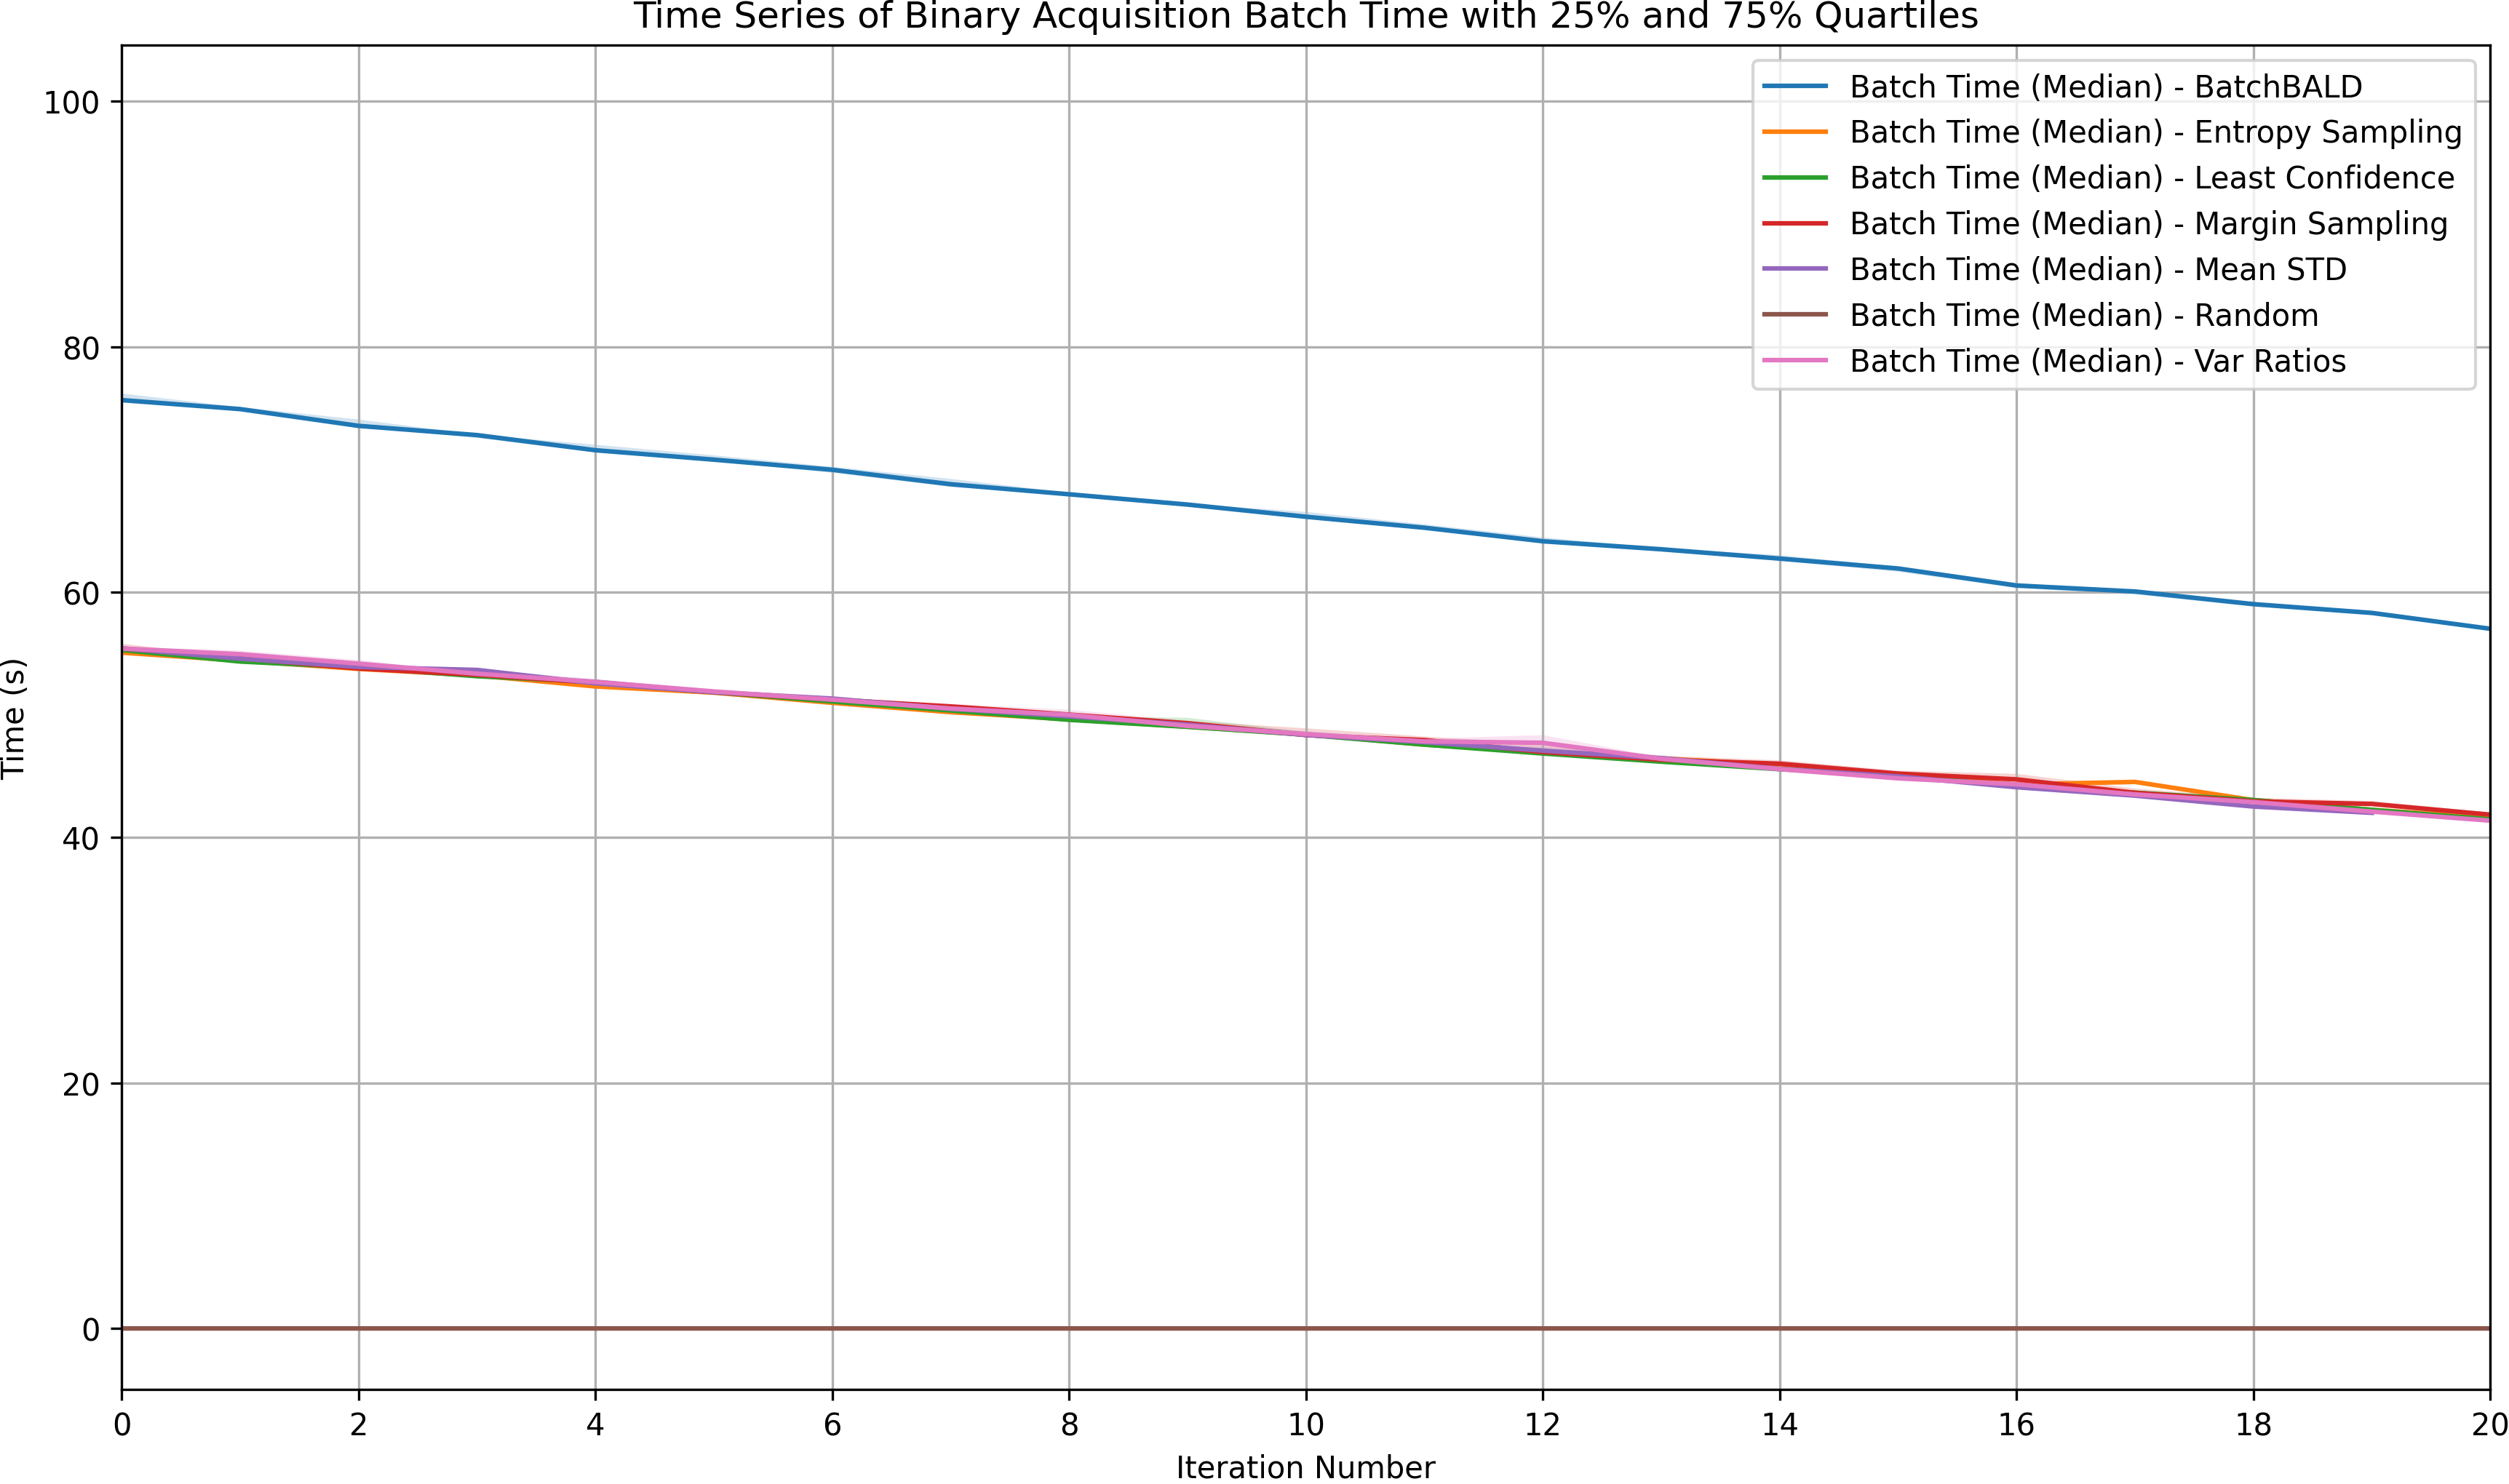 Time Series of Binary Acquisition Batch Time with 25% and 75% Quartiles
Batch Time (Median) - BatchBALD
Batch Time (Median) - Entropy Sampling
Batch Time (Median) - Least Confidence
Batch Time (Median) - Margin Sampling
Batch Time (Median) - Mean STD
Batch Time (Median) - Random
Batch Time (Median) - Var Ratios
Time (s)
100
80
60
40
20
0
0 2 4 6 8 10 12 14 16 18 20
Iteration Number